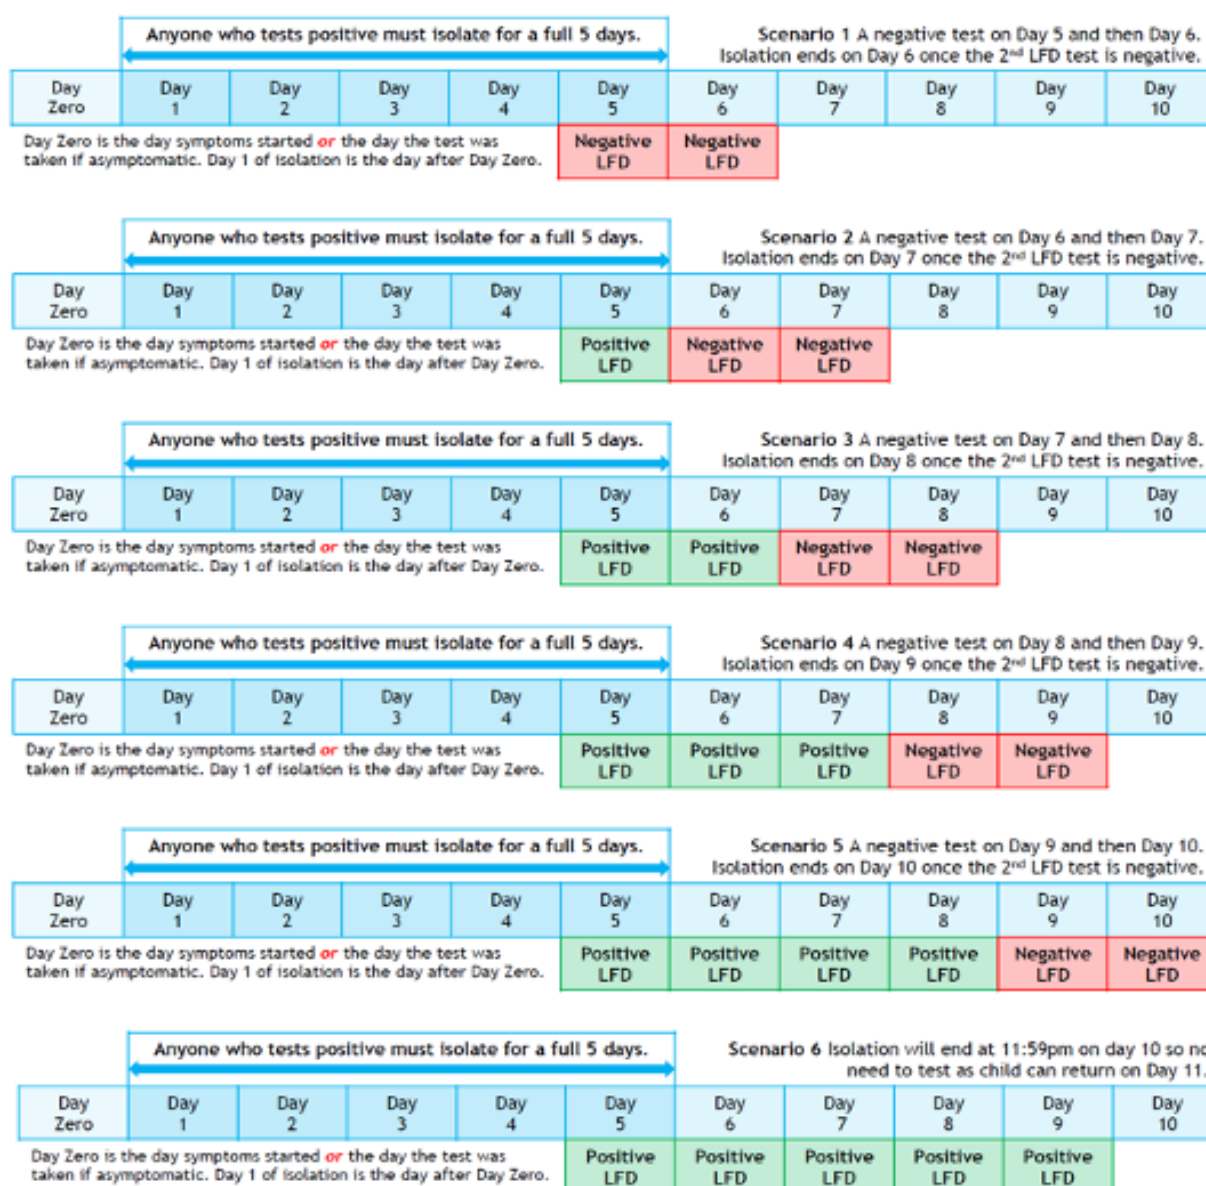 Anyone who tests positive must isolate for a full 5 days.
Scenario 1 A negative test on Day 5 and then Day 6.
Isolation ends on Day 6 once the 2nd LFD test is negative.
Day Zero Day 1 Day 2 Day 3 Day 4 Day 5 Day 6 Day 7 Day 8 Day 9 Day 10
Day Zero is the day symptoms started or the day the test was
taken if asymptomatic. Day 1 of isolation is the day after Day Zero.
Negative LFD Negative LFD
Anyone who tests positive must isolate for a full 5 days.
Scenario 2 A negative test on Day 6 and then Day 7.
Isolation ends on Day 7 once the 2nd LFD test is negative.
Day Zero Day 1 Day 2 Day 3 Day 4 Day 5 Day 6 Day 7 Day 8 Day 9 Day 10
Day Zero is the day symptoms started or the day the test was
taken if asymptomatic. Day 1 of isolation is the day after Day Zero.
Positive LFD Negative LFD Negative LFD
Anyone who tests positive must isolate for a full 5 days.
Scenario 3 A negative test on Day 7 and then Day 8.
Isolation ends on Day 8 once the 2nd LFD test is negative.
Day Zero Day 1 Day 2 Day 3 Day 4 Day 5 Day 6 Day 7 Day 8 Day 9 Day 10
Day Zero is the day symptoms started or the day the test was
taken if asymptomatic. Day 1 of isolation is the day after Day Zero.
Positive LFD Positive LFD Negative LFD Negative LFD
Anyone who tests positive must isolate for a full 5 days.
Scenario 4 A negative test on Day 8 and then Day 9.
Isolation ends on Day 9 once the 2nd LFD test is negative.
Day Zero Day 1 Day 2 Day 3 Day 4 Day 5 Day 6 Day 7 Day 8 Day 9 Day 10
Day Zero is the day symptoms started or the day the test was
taken if asymptomatic. Day 1 of isolation is the day after Day Zero.
Positive LFD Positive LFD Positive LFD Negative LFD Negative LFD
Anyone who tests positive must isolate for a full 5 days.
Scenario 5 A negative test on Day 9 and then Day 10.
Isolation ends on Day 10 once the 2nd LFD test is negative.
Day Zero Day 1 Day 2 Day 3 Day 4 Day 5 Day 6 Day 7 Day 8 Day 9 Day 10
Day Zero is the day symptoms started or the day the test was
taken if asymptomatic. Day 1 of isolation is the day after Day Zero.
Positive LFD Positive LFD Positive LFD Positive LFD Negative LFD Negative LFD
Anyone who tests positive must isolate for a full 5 days.
Scenario 6 Isolation will end at 11:59pm on day 10 so no
need to test as child can return on Day 11.
Day Zero Day 1 Day 2 Day 3 Day 4 Day 5 Day 6 Day 7 Day 8 Day 9 Day 10
Day Zero is the day symptoms started or the day the test was
taken if asymptomatic. Day 1 of isolation is the day after Day Zero.
Positive LFD Positive LFD Positive LFD Positive LFD Positive LFD